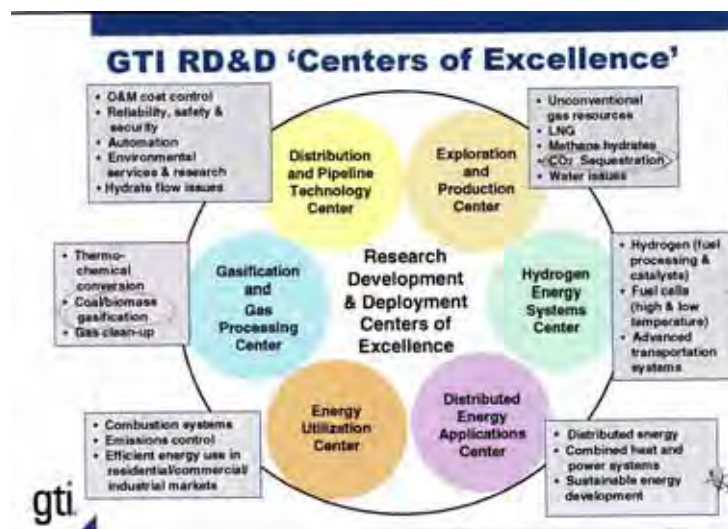 GTI RD&D 'Centers of Excellence'
• O&M cost control
• Reliability, safety &
security
• Automation
• Environmental
services & research
• Hydrate flow issues
• Unconventional
gas resources
• LNG
• Methane hydrates
• CO₂ Sequestration
• Water issues
Distribution
and Pipeline
Technology
Center
Exploration
and
Production
Center
• Thermo-
chemical
conversion
• Coal/biomass
gasification
• Gas clean-up
Gasification
and
Gas
Processing
Center
Research
Development
& Deployment
Centers of
Excellence
Hydrogen
Energy
Systems
Center
• Hydrogen (fuel
processing &
catalysts)
• Fuel cells
(high & low
temperature)
• Advanced
transportation
systems
• Combustion systems
• Emissions control
• Efficient energy use in
residential/commercial/
industrial markets
Energy
Utilization
Center
Distributed
Energy
Applications
Center
• Distributed energy
• Combined heat and
power systems
• Sustainable energy
development
gti